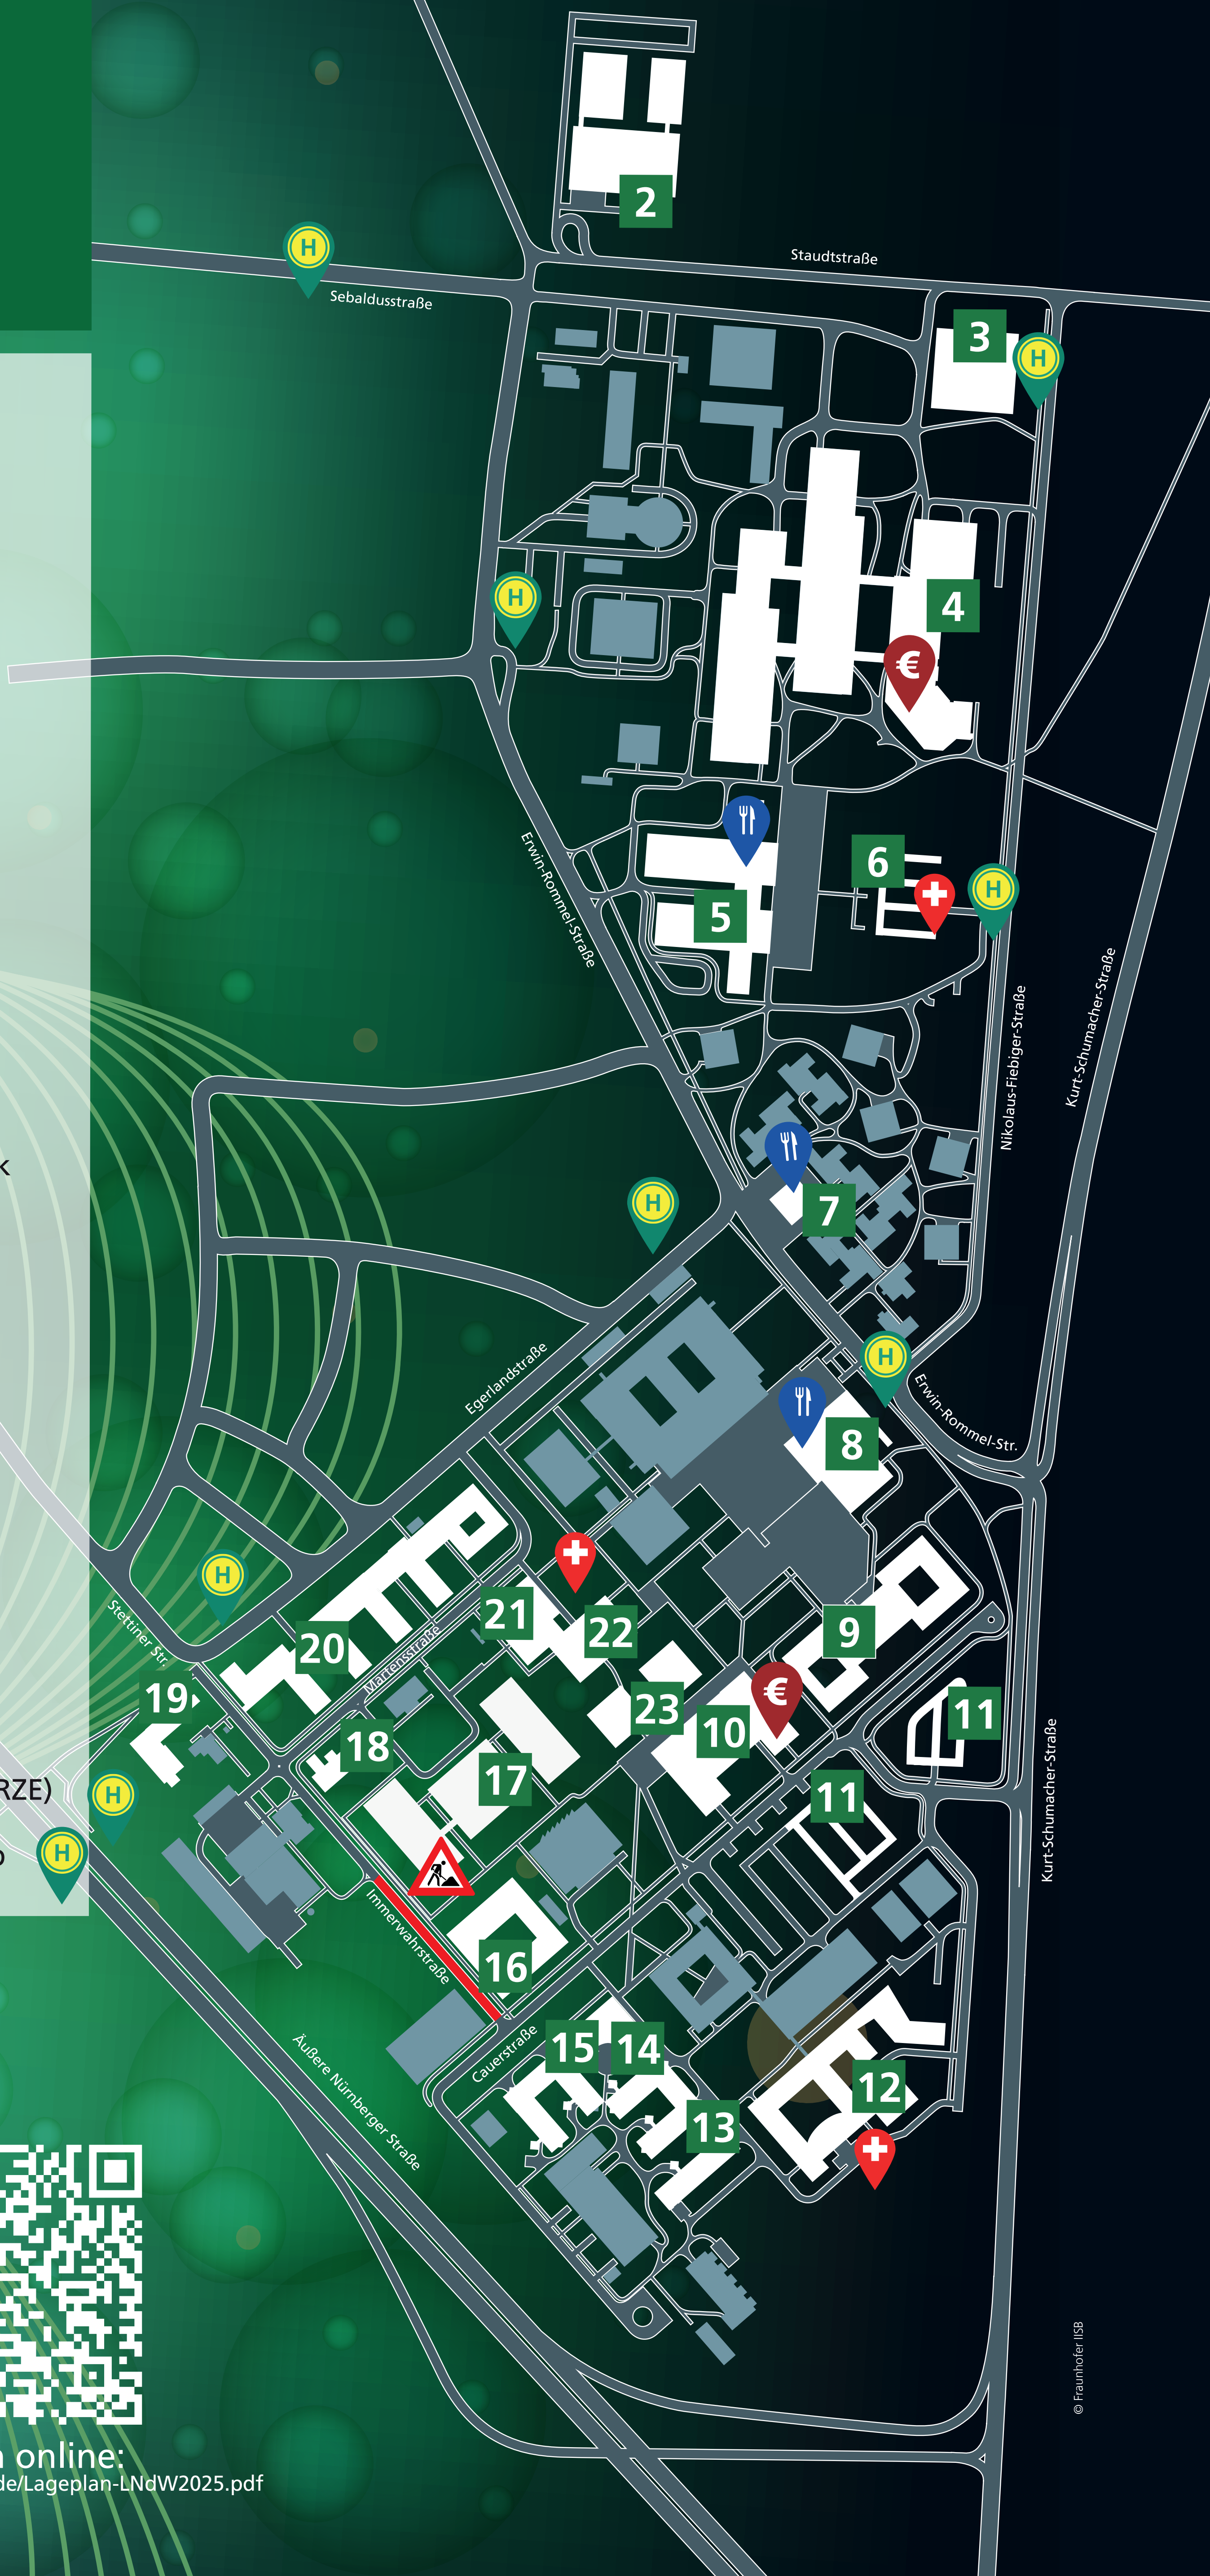 2
Staudtstraße
H
Sebaldusstraße
3
H
H
4
€
Erwin-Rommel-Straße
6
H
5
Kurt-Schumacher-Straße
Nikolaus-Fiebiger-Straße
k
H
7
Egerlandstraße
H
Erwin-Rommel-Str.
8
H
Stettiner Str.
21
22
9
20
Martensstraße
19
€
23
11
10
18
17
11
RZE)
H
H
Kurt-Schumacher-Straße
Immerwahrstraße
16
Cauerstraße
15
14
12
Äußere Nürnberger Straße
13
© Fraunhofer IISB
online:
de/Lageplan-LNdW2025.pdf